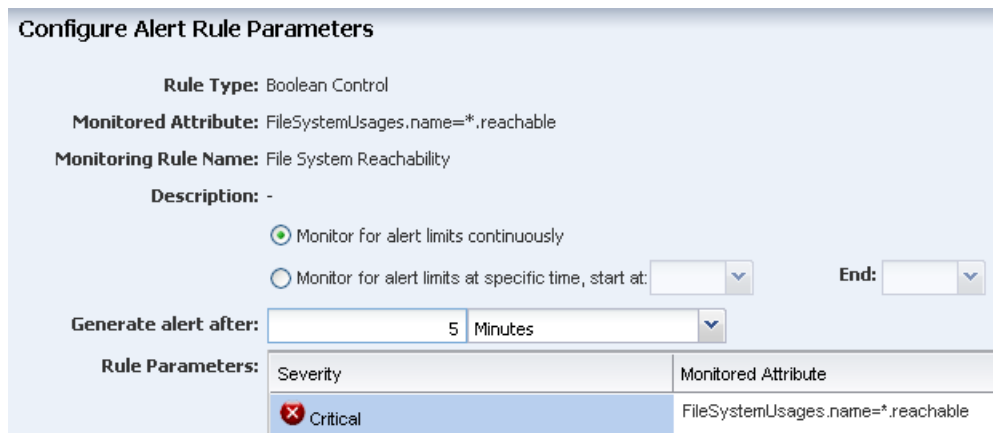 Configure Alert Rule Parameters
Rule Type: Boolean Control
Monitored Attribute: FileSystemUsages.name=*.reachable
Monitoring Rule Name: File System Reachability
Description: -
Monitor for alert limits continuously
Monitor for alert limits at specific time, start at: End:
Generate alert after: 5 Minutes
Rule Parameters: Severity Monitored Attribute
Critical FileSystemUsages.name=*.reachable